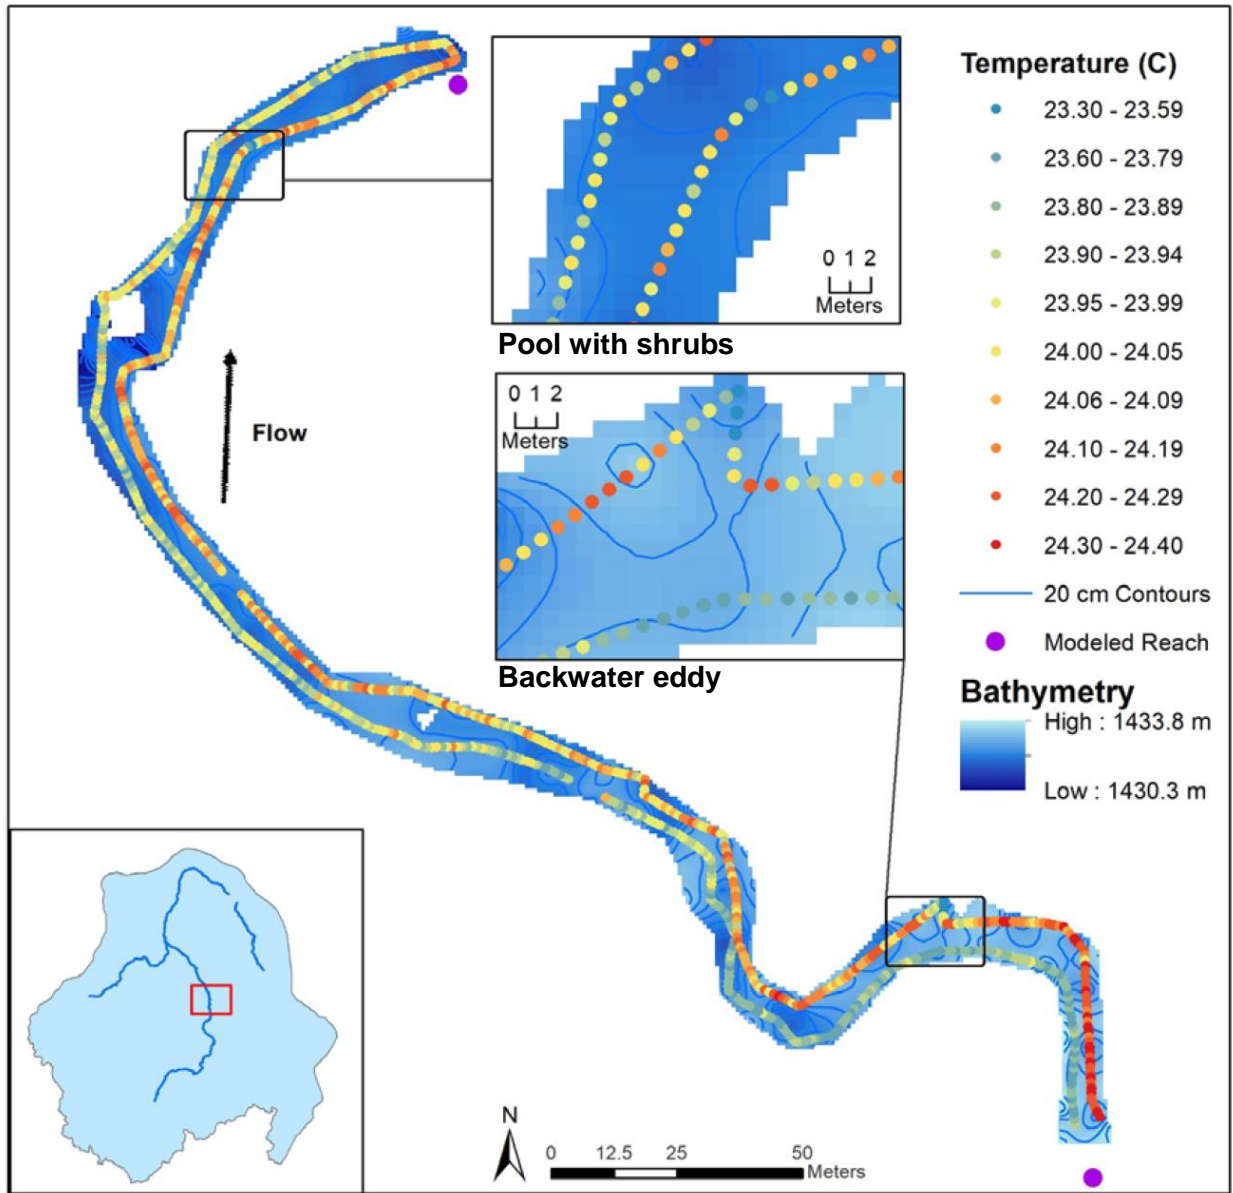 0 1 2
Meters
Pool with shrubs
0 1 2
Meters
Backwater eddy
Flow
Temperature (C)
23.30 - 23.59
23.60 - 23.79
23.80 - 23.89
23.90 - 23.94
23.95 - 23.99
24.00 - 24.05
24.06 - 24.09
24.10 - 24.19
24.20 - 24.29
24.30 - 24.40
20 cm Contours
Modeled Reach
Bathymetry
High : 1433.8 m
Low : 1430.3 m
N
0 12.5 25 50
Meters